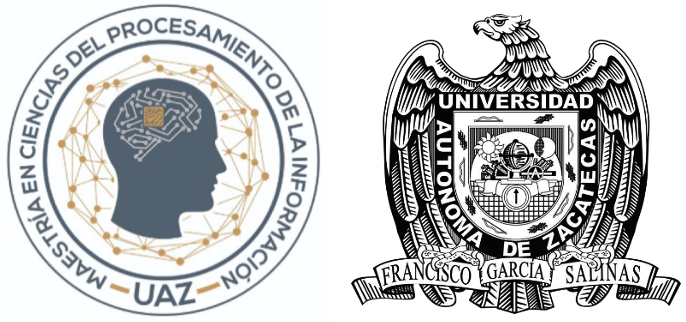 MAESTRÍA EN CIENCIAS DEL PROCESAMIENTO DE LA INFORMACIÓN
UAZ
UNIVERSIDAD
AUTONOMA DE ZACATECAS
FRANCISCO GARCIA SALINAS